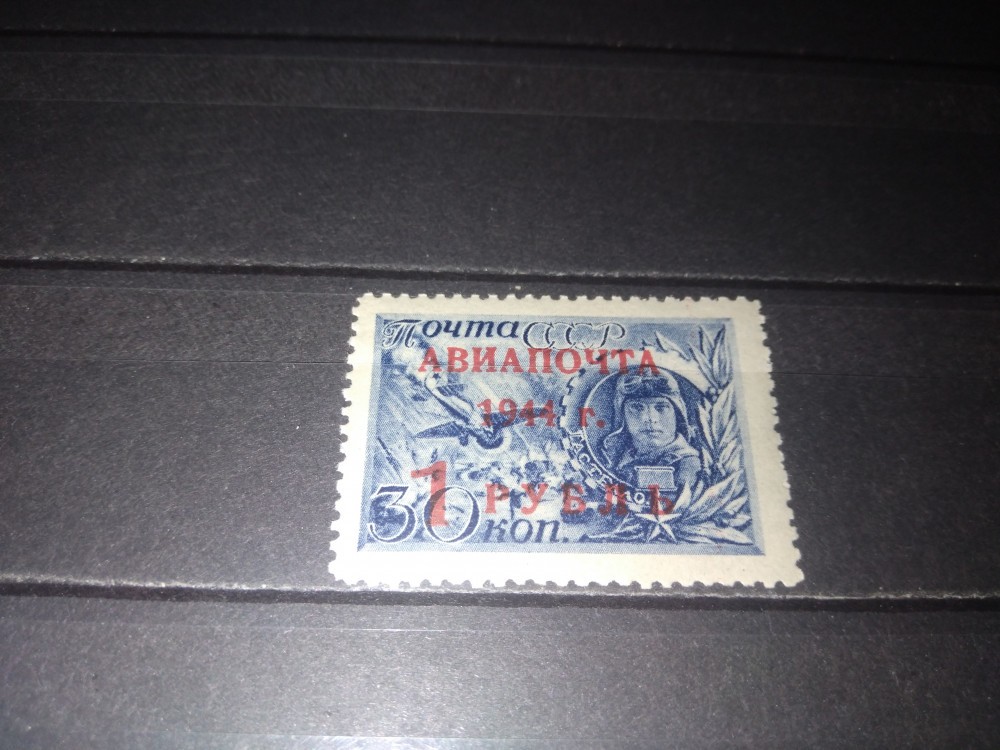 Почта СССР
АВИАПОЧТА
1944 г.
1 РУБЛЬ
30 коп.